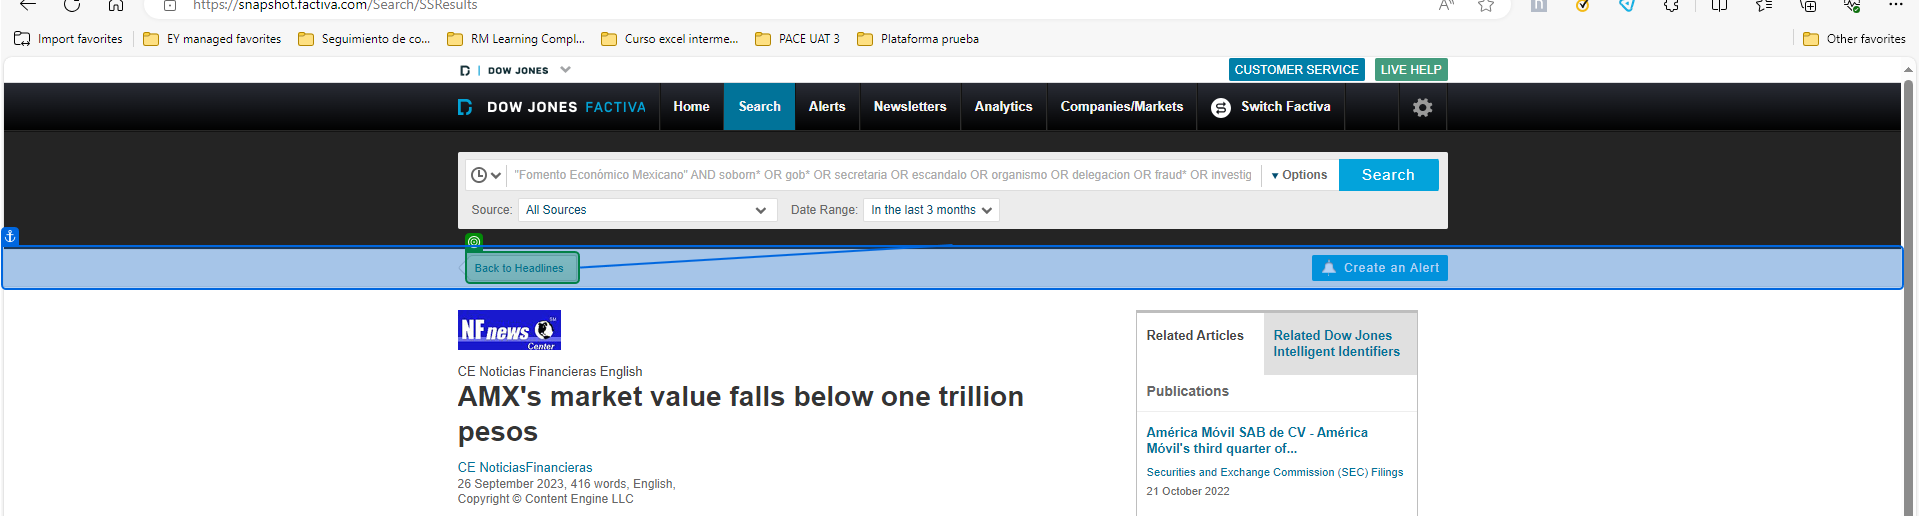 https://snapshot.factiva.com/Search/SSResults
Import favorites EY managed favorites Seguimiento de co... RM Learning Compl... Curso excel interme... PACE UAT 3 Plataforma prueba Other favorites
DOW JONES CUSTOMER SERVICE LIVE HELP
DOW JONES FACTIVA Home Search Alerts Newsletters Analytics Companies/Markets Switch Factiva
"Fomento Económico Mexicano" AND soborn* OR gob* OR secretaria OR escandalo OR organismo OR delegacion OR fraud* OR investig Options Search
Source: All Sources Date Range: In the last 3 months
Back to Headlines Create an Alert
NFnews
Center
CE Noticias Financieras English
AMX's market value falls below one trillion
pesos
CE NoticiasFinancieras
26 September 2023, 416 words, English,
Copyright © Content Engine LLC
Related Articles
Related Dow Jones
Intelligent Identifiers
Publications
América Móvil SAB de CV - América
Móvil's third quarter of...
Securities and Exchange Commission (SEC) Filings
21 October 2022